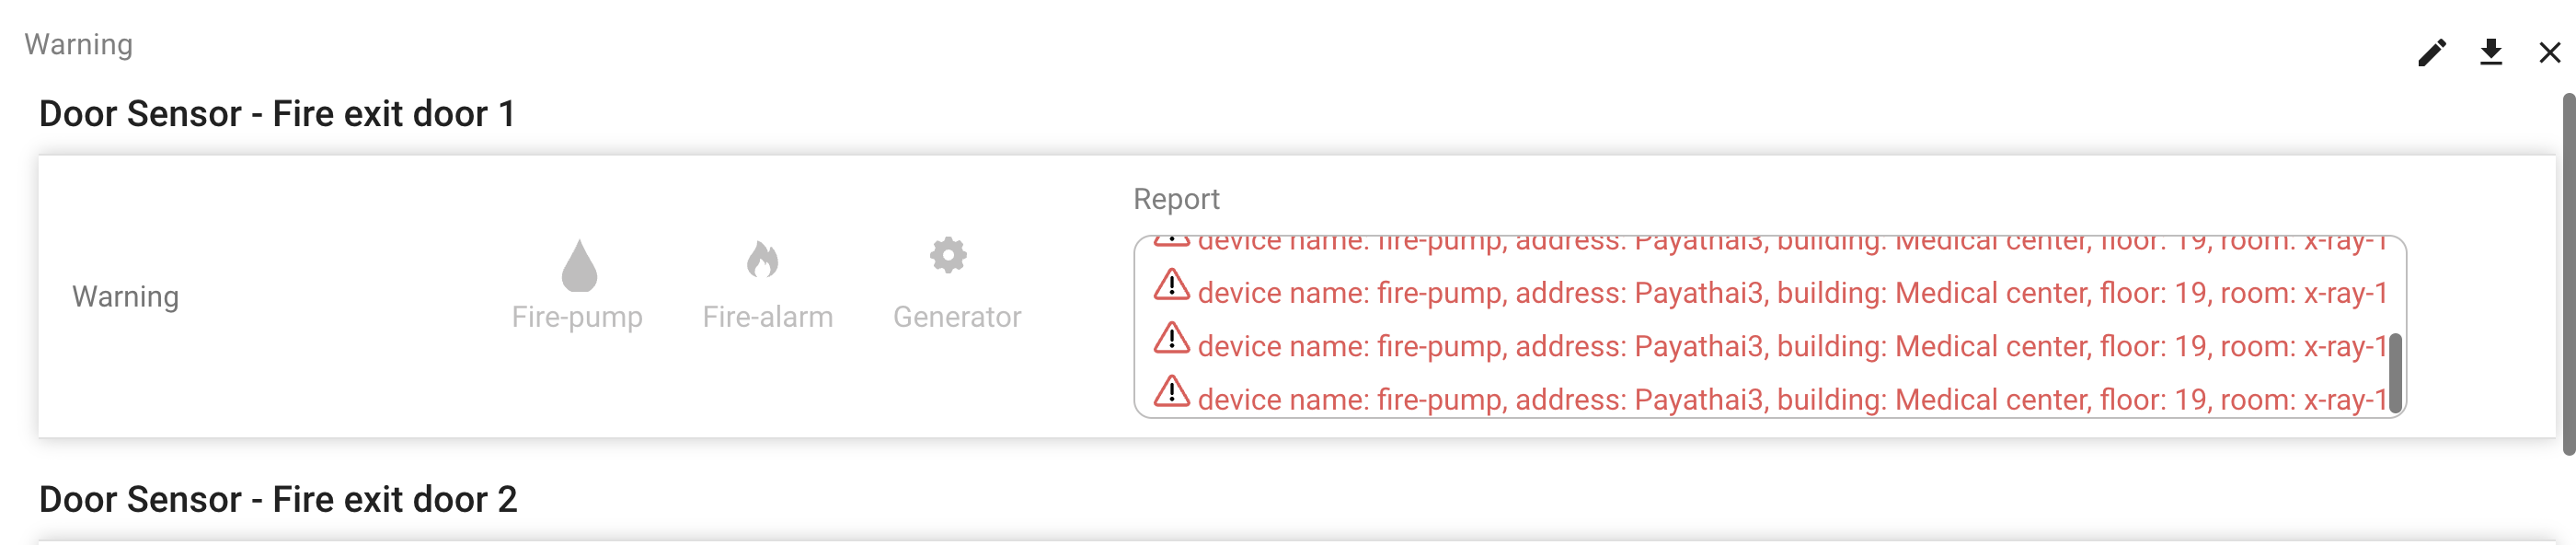 Warning
Door Sensor - Fire exit door 1
Report
device name: fire-pump, address: Payathai3, building: Medical center, floor: 19, room: x-ray-1
device name: fire-pump, address: Payathai3, building: Medical center, floor: 19, room: x-ray-1
Warning
Fire-pump Fire-alarm Generator
device name: fire-pump, address: Payathai3, building: Medical center, floor: 19, room: x-ray-1
device name: fire-pump, address: Payathai3, building: Medical center, floor: 19, room: x-ray-1
Door Sensor - Fire exit door 2